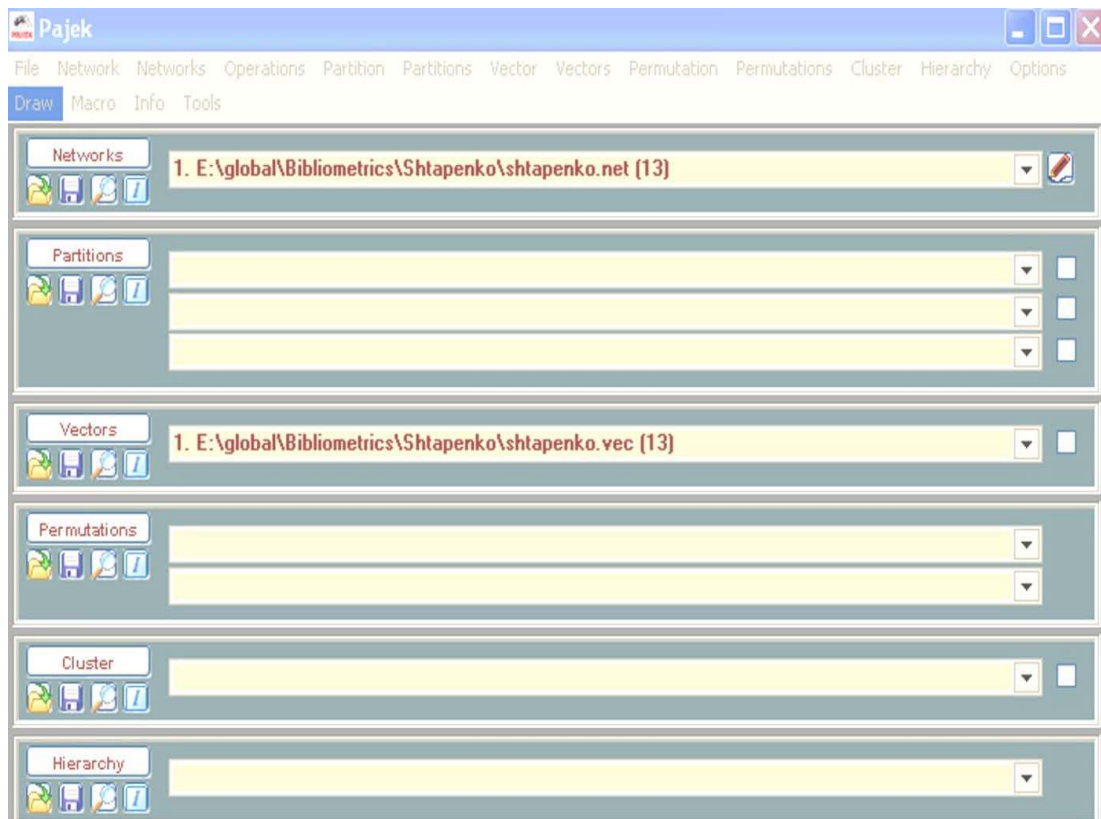 Pajek
File Network Networks Operations Partition Partitions Vector Vectors Permutation Permutations Cluster Hierarchy Options
Draw Macro Info Tools
Networks
1. E:\global\Bibliometrics\Shtapenko\shtapenko.net (13)
Partitions
Vectors
1. E:\global\Bibliometrics\Shtapenko\shtapenko.vec (13)
Permutations
Cluster
Hierarchy